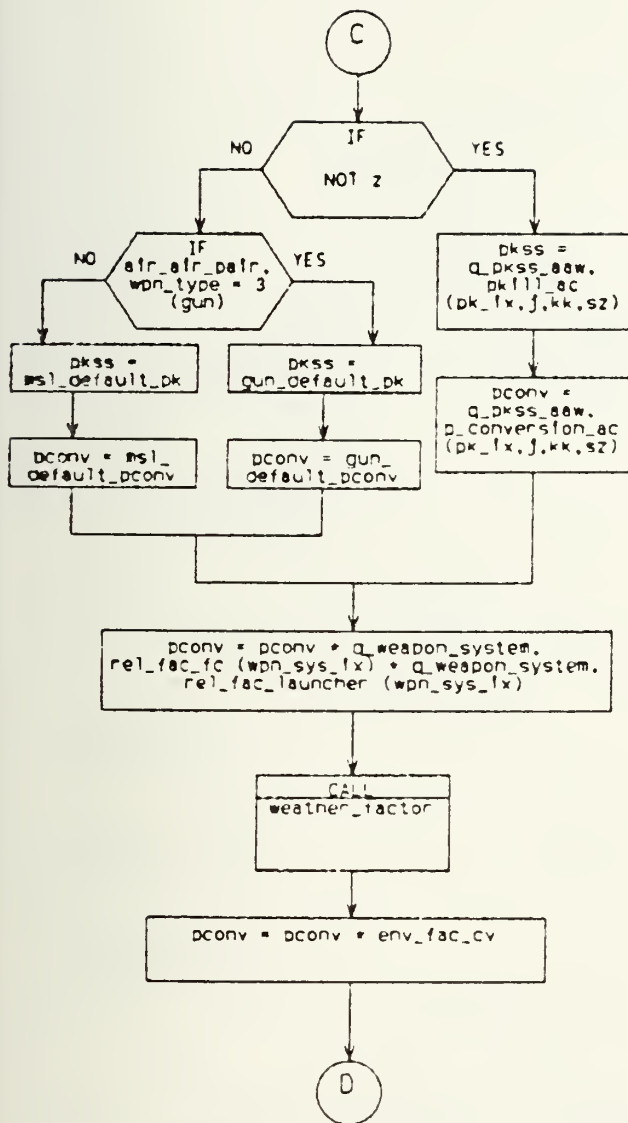 C
IF
NOT z
NO
YES
IF
air_air_pair.
wpn_type = 3
(gun)
NO
YES
pkss =
q_pkss_aaw.
pkill_ac
(pk_ix,j,kk,sz)
pkss =
msl_default_pk
pkss =
gun_default_pk
pconv =
q_pkss_aaw.
p_conversion_ac
(pk_ix,j,kk,sz)
pconv = msl_
default_pconv
pconv = gun_
default_pconv
pconv = pconv * q_weapon_system.
rel_fac_fc (wpn_sys_ix) * q_weapon_system.
rel_fac_launcher (wpn_sys_ix)
CALL
weather_factor
pconv = pconv * env_fac_cv
D